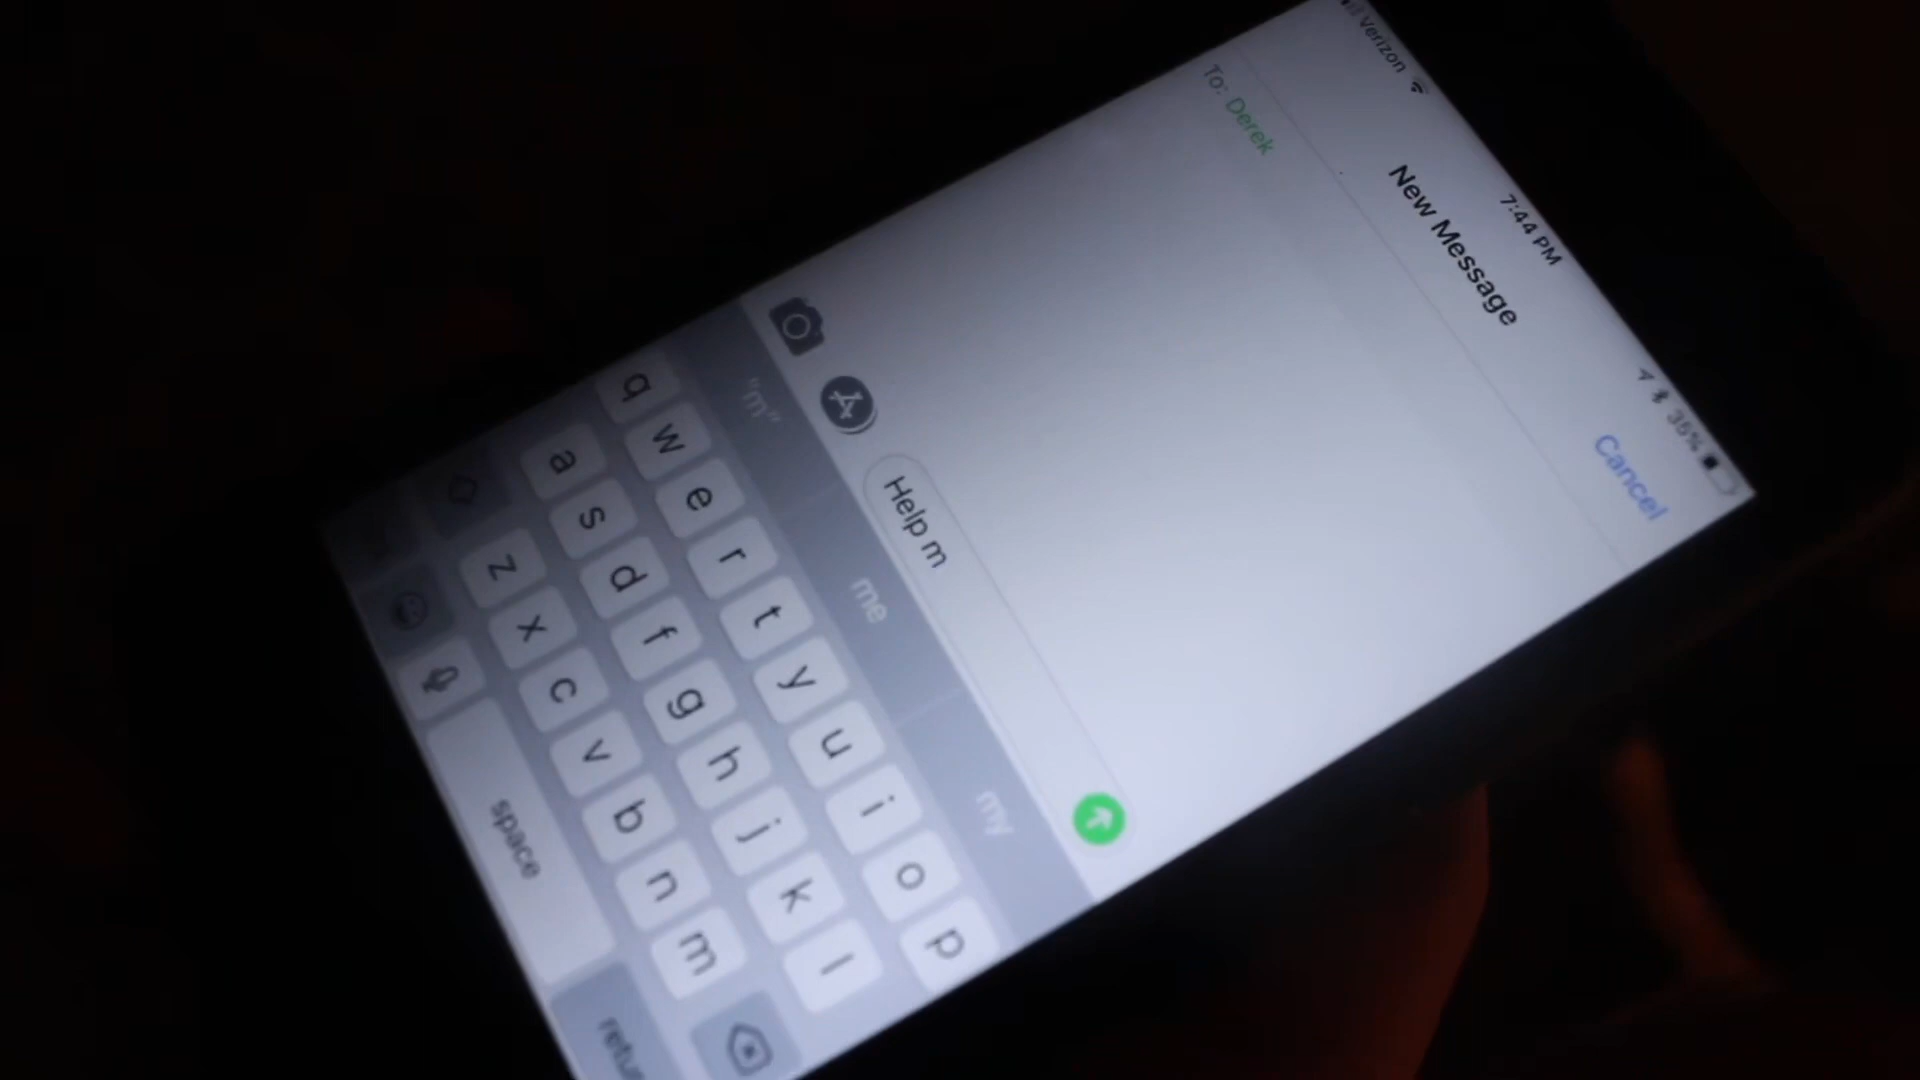 Verizon 7:44 PM 35%
New Message Cancel
To: Derek
Help m
"m" me my
q w e r t y u i o p
a s d f g h j k l
z x c v b n m
space